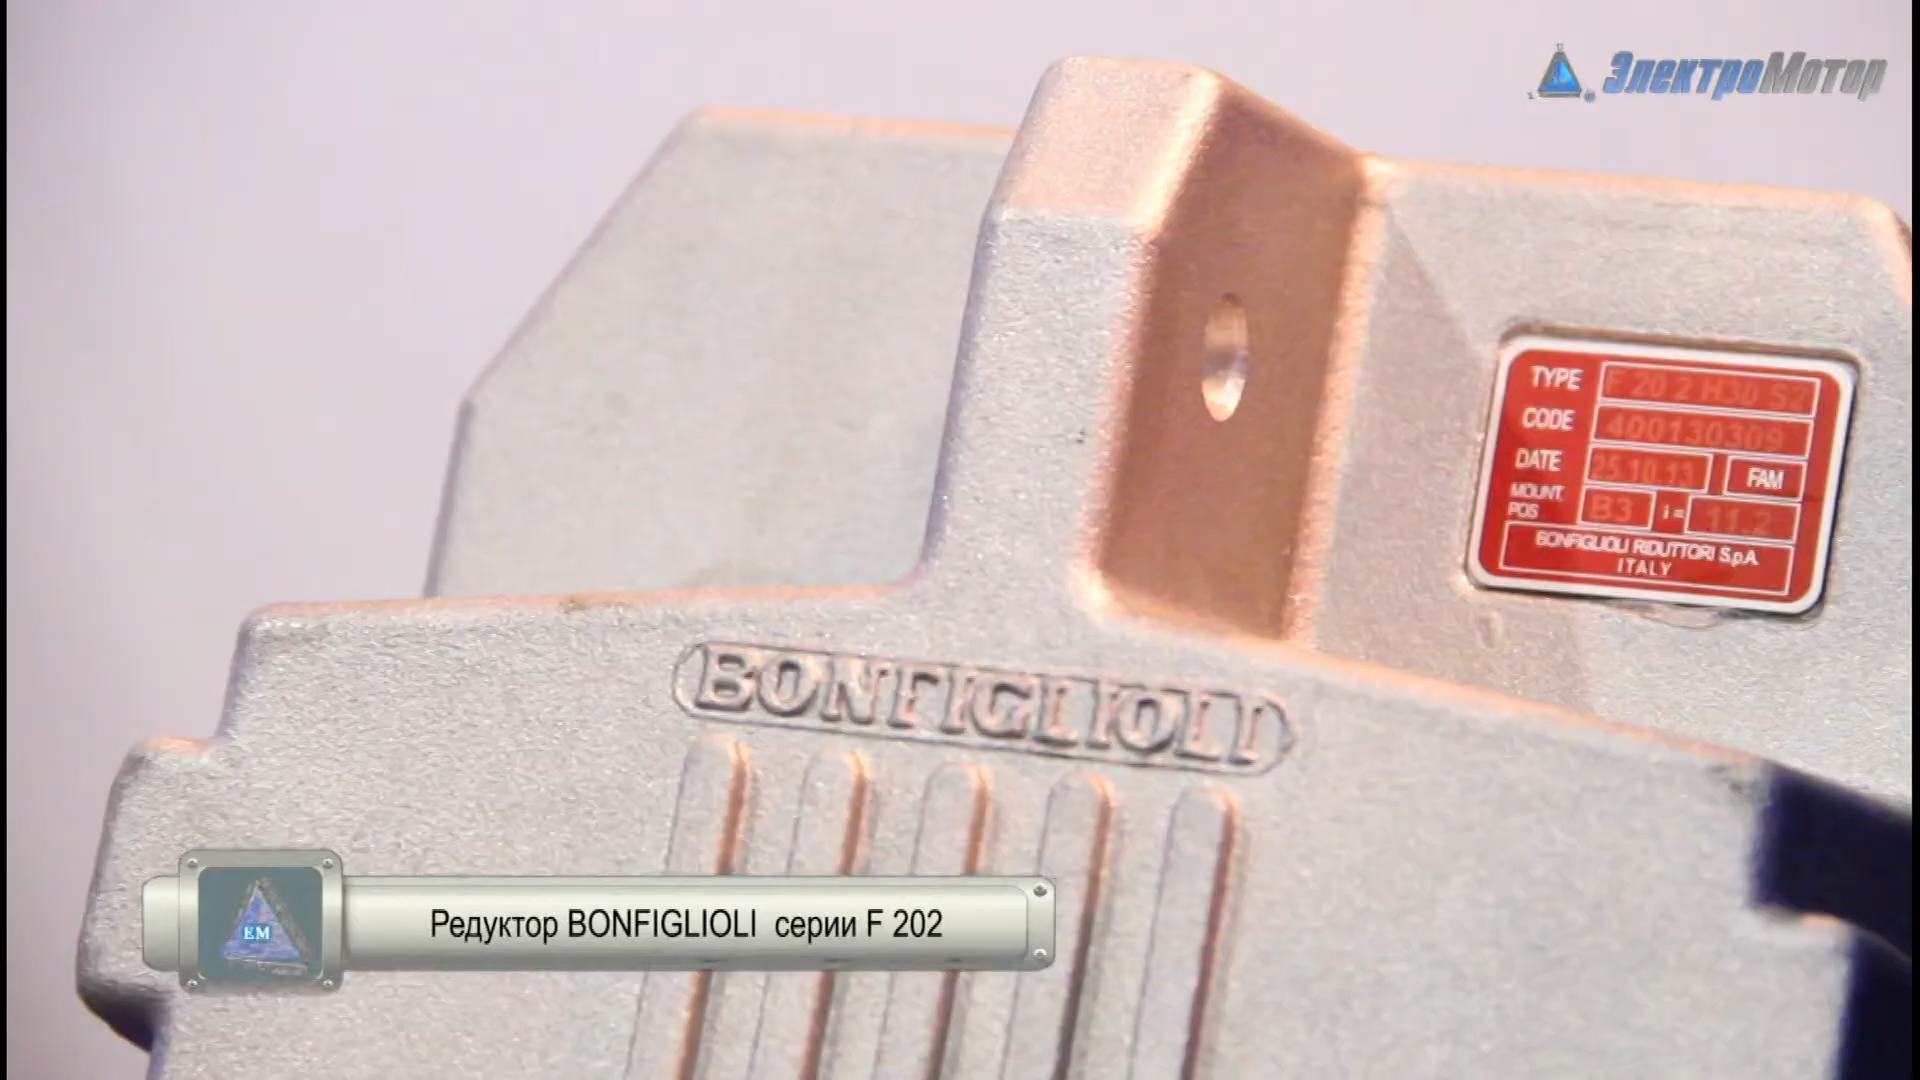 ЭлектроМотор
TYPE F 20 2 H30 S2
CODE 400130309
DATE 25.10.13 FAM
MOUNT. POS B3 i = 11.2
BONFIGLIOLI RIDUTTORI S.p.A.
ITALY
BONFIGLIOLI
EM
Редуктор BONFIGLIOLI серии F 202